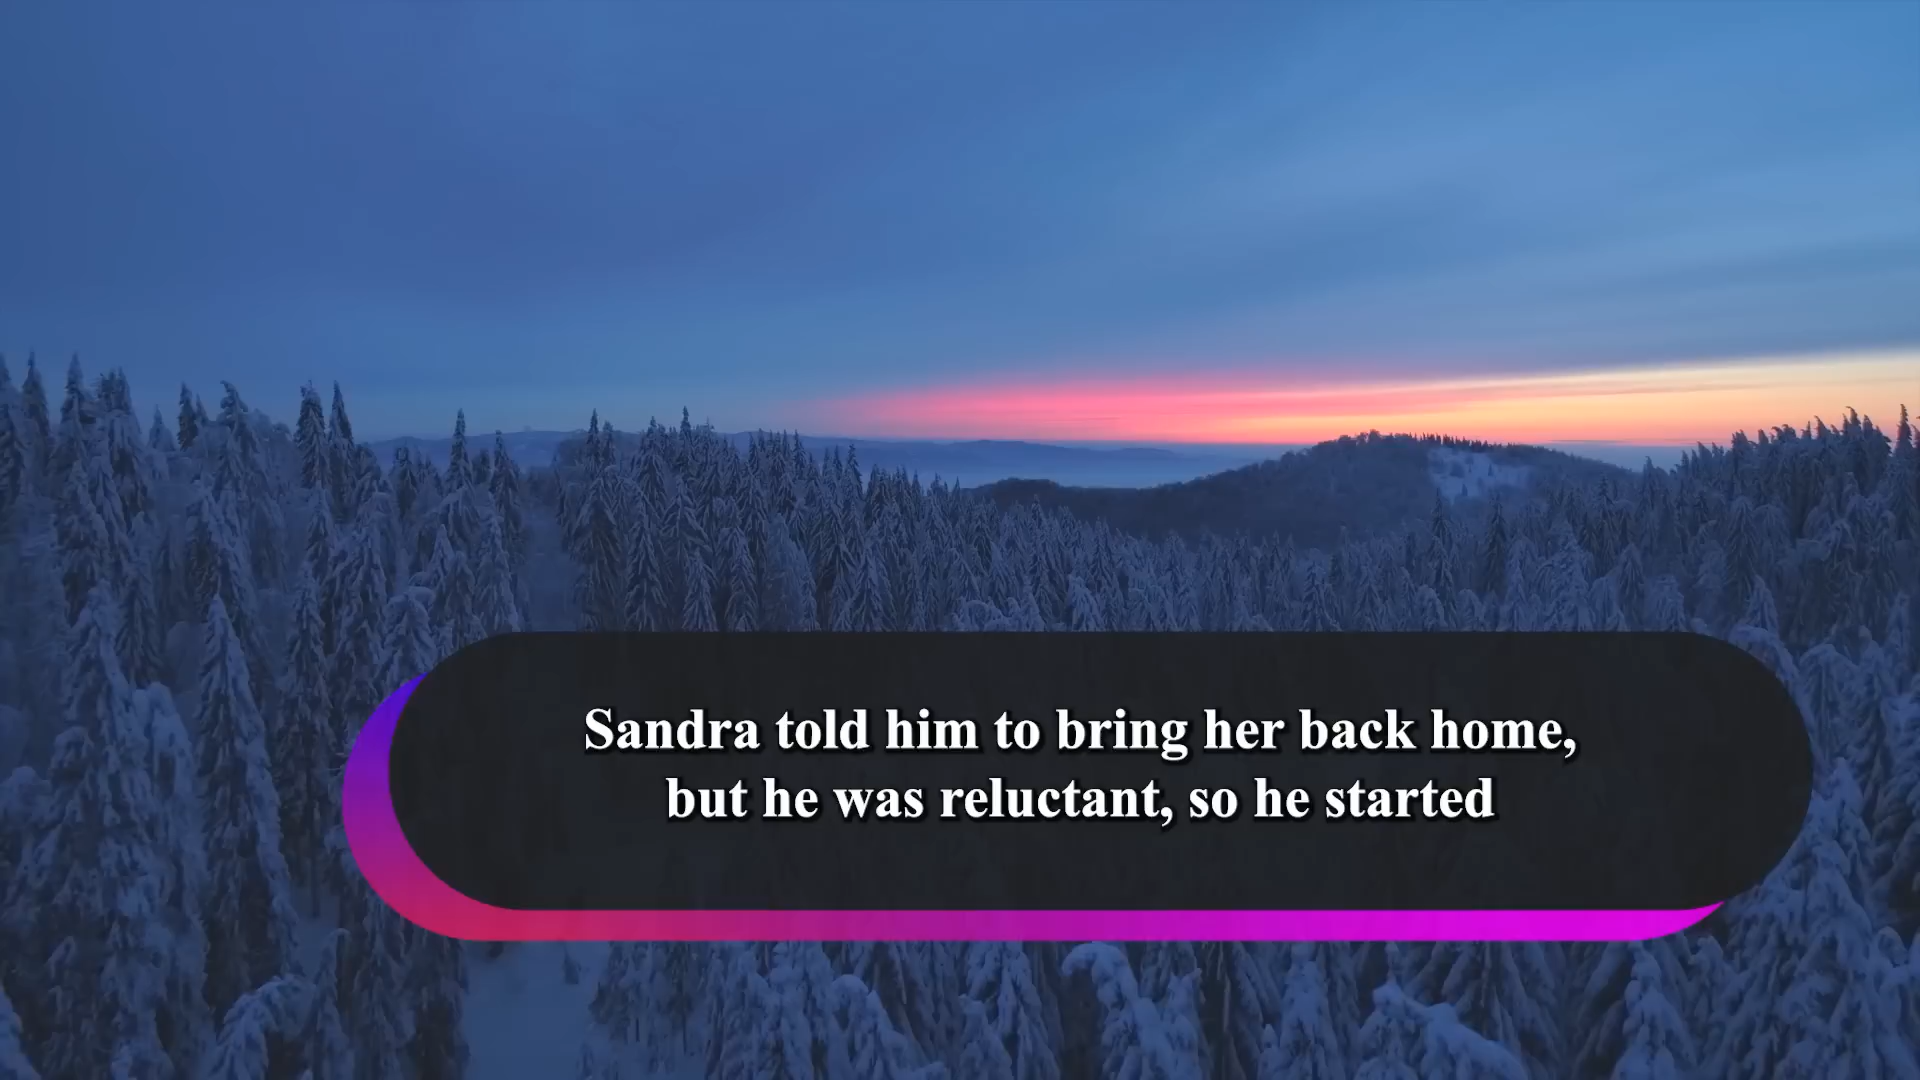 Sandra told him to bring her back home,
but he was reluctant, so he started